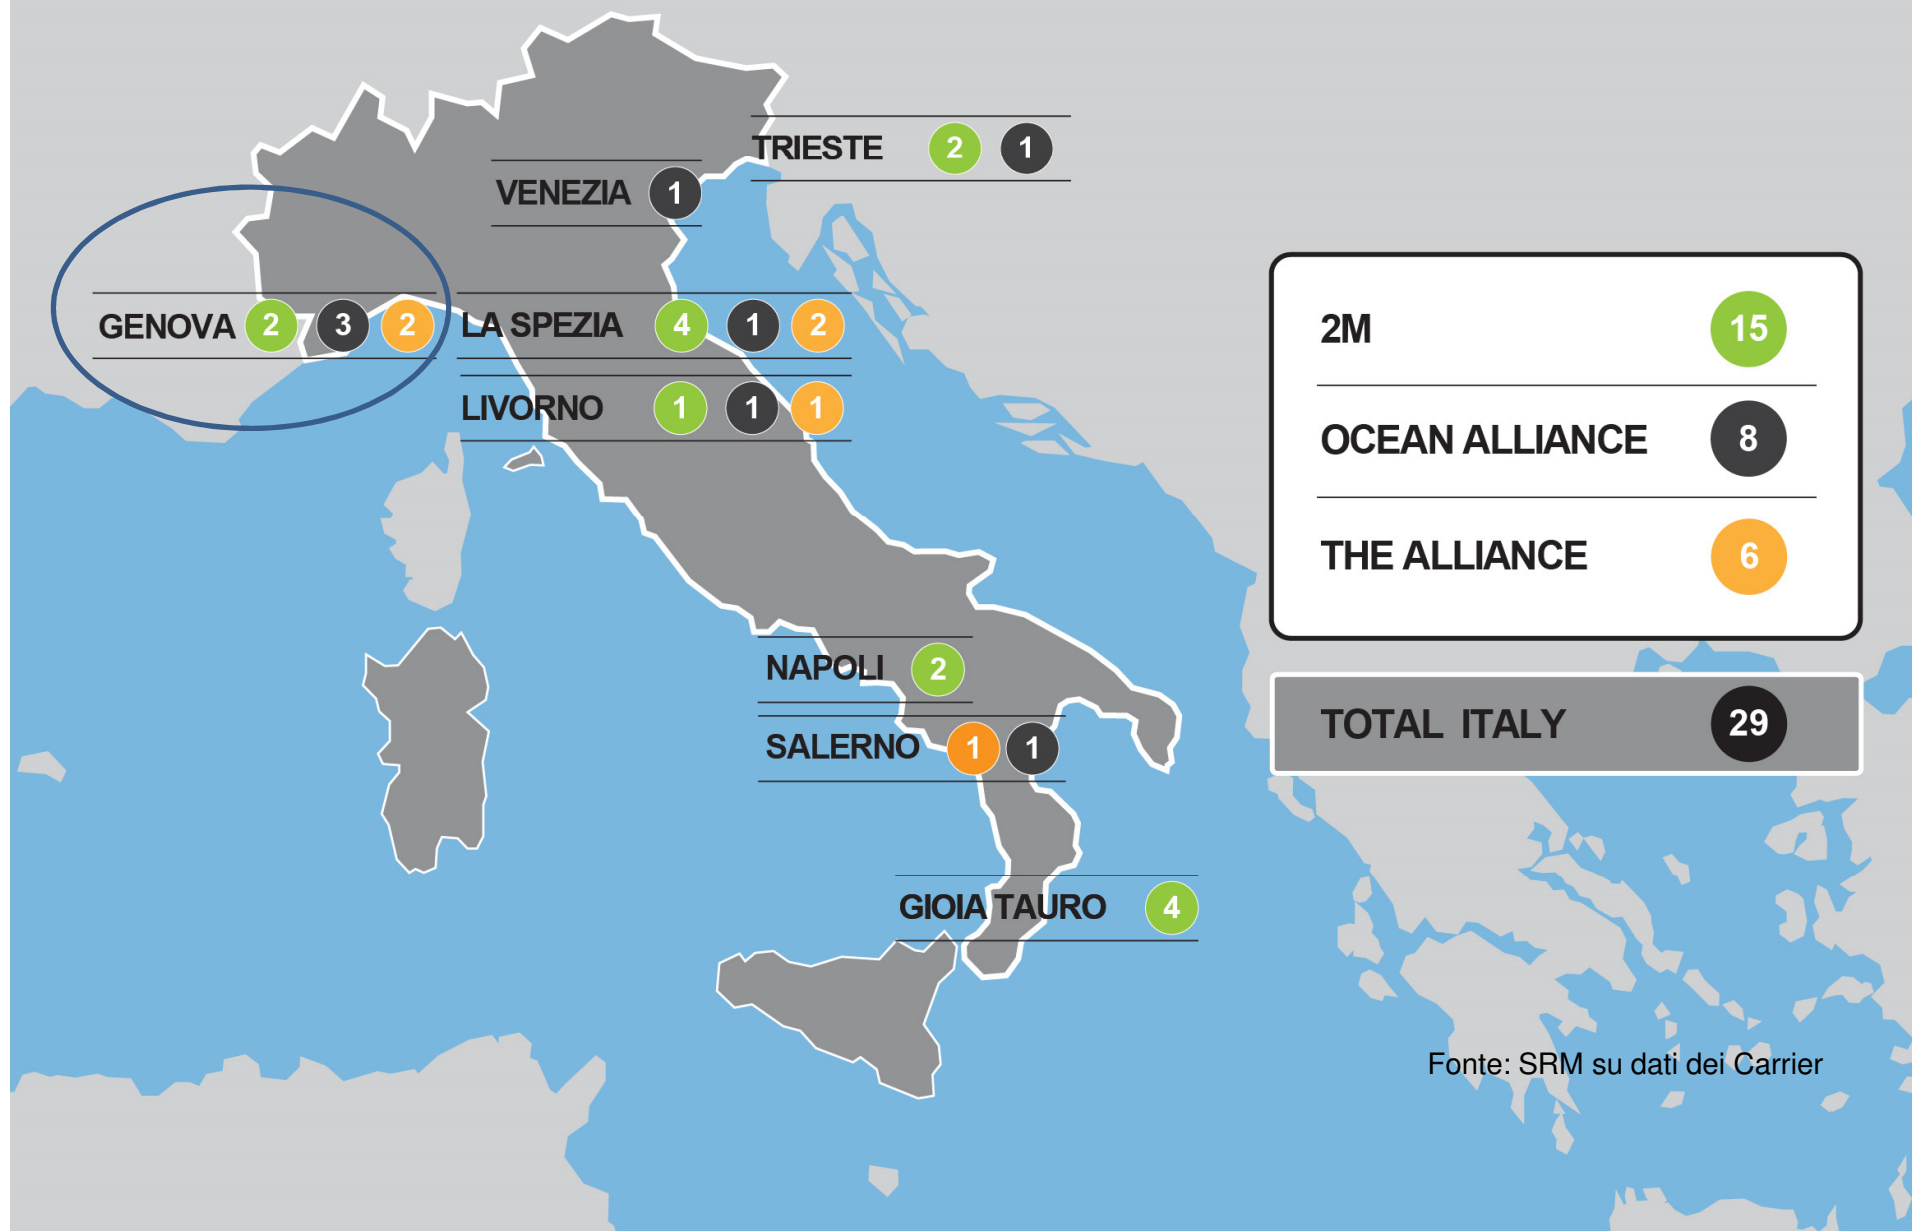 TRIESTE 2 1
VENEZIA 1
GENOVA 2 3 2
LA SPEZIA 4 1 2
LIVORNO 1 1 1
NAPOLI 2
SALERNO 1 1
GIOIA TAURO 4
2M 15
OCEAN ALLIANCE 8
THE ALLIANCE 6
TOTAL ITALY 29
Fonte: SRM su dati dei Carrier